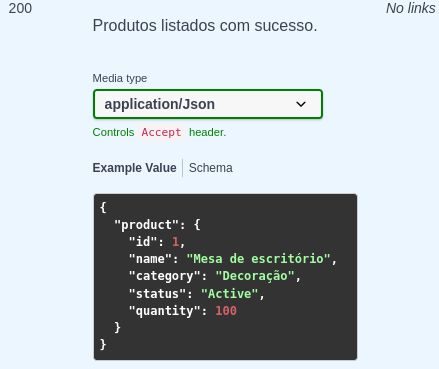 200
No links
Produtos listados com sucesso.
Media type
application/Json
Controls Accept header.
Example Value Schema
{
  "product": {
    "id": 1,
    "name": "Mesa de escritório",
    "category": "Decoração",
    "status": "Active",
    "quantity": 100
  }
}